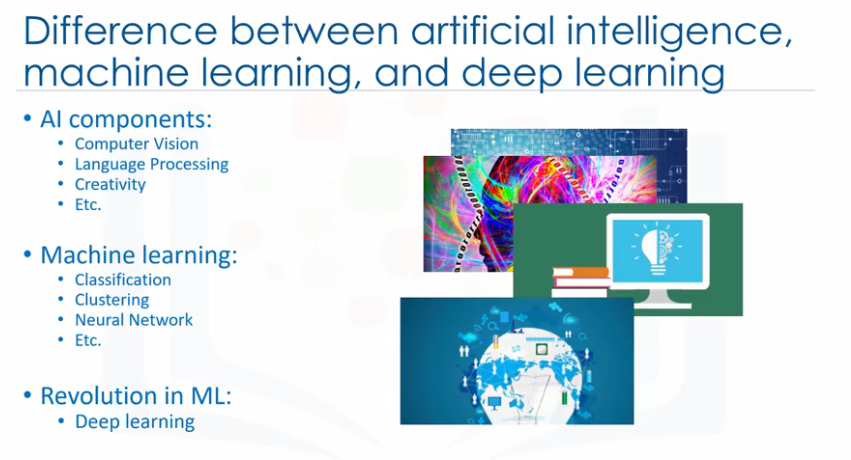 Difference between artificial intelligence,
machine learning, and deep learning
• AI components:
• Computer Vision
• Language Processing
• Creativity
• Etc.
• Machine learning:
• Classification
• Clustering
• Neural Network
• Etc.
• Revolution in ML:
• Deep learning